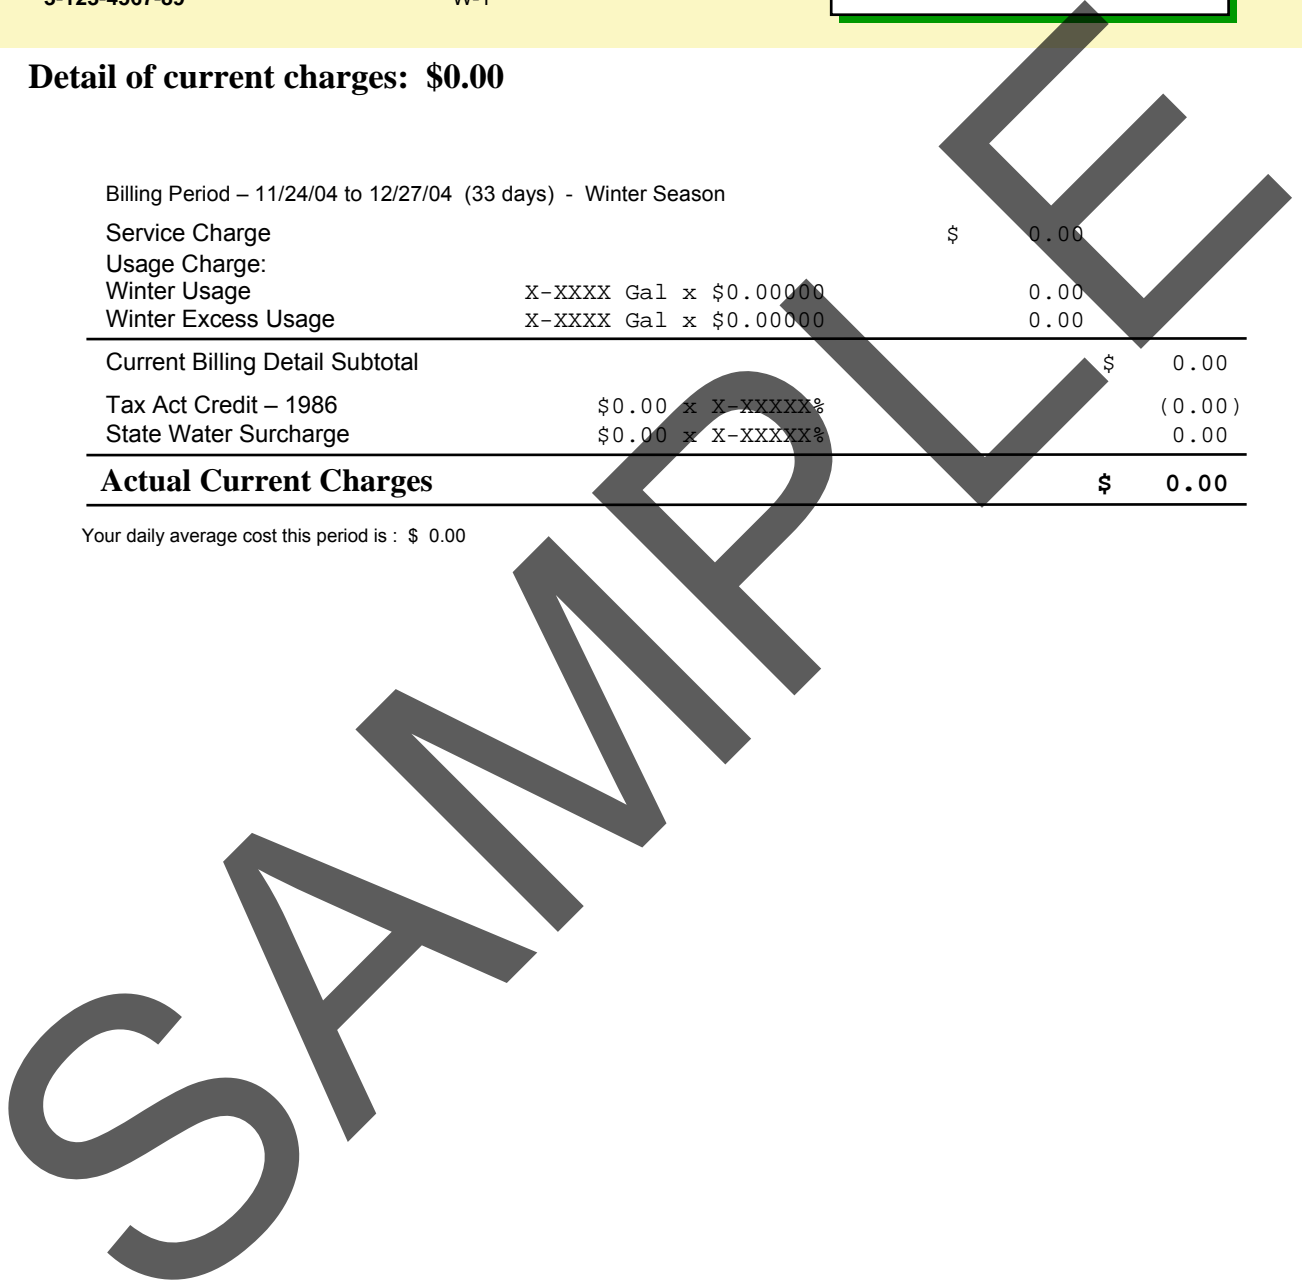 Detail of current charges: $0.00
Billing Period – 11/24/04 to 12/27/04 (33 days) - Winter Season
Service Charge $ 0.00
Usage Charge:
Winter Usage X-XXXX Gal x $0.00000 0.00
Winter Excess Usage X-XXXX Gal x $0.00000 0.00
Current Billing Detail Subtotal $ 0.00
Tax Act Credit – 1986 $0.00 x X-XXXXX% (0.00)
State Water Surcharge $0.00 x X-XXXXX% 0.00
Actual Current Charges $ 0.00
Your daily average cost this period is : $ 0.00
SAMPLE